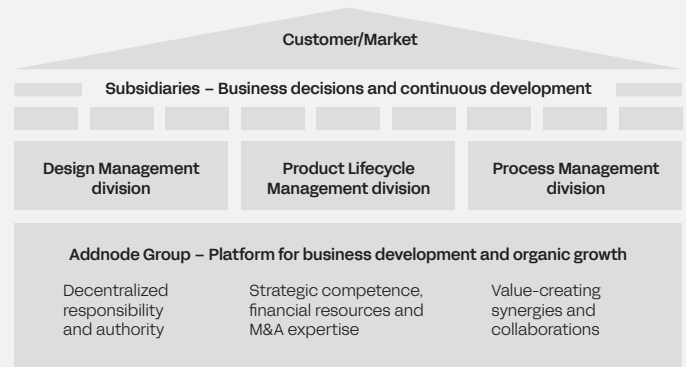 Customer/Market
Subsidiaries – Business decisions and continuous development
Design Management
division
Product Lifecycle
Management division
Process Management
division
Addnode Group – Platform for business development and organic growth
Decentralized
responsibility
and authority
Strategic competence,
financial resources and
M&A expertise
Value-creating
synergies and
collaborations